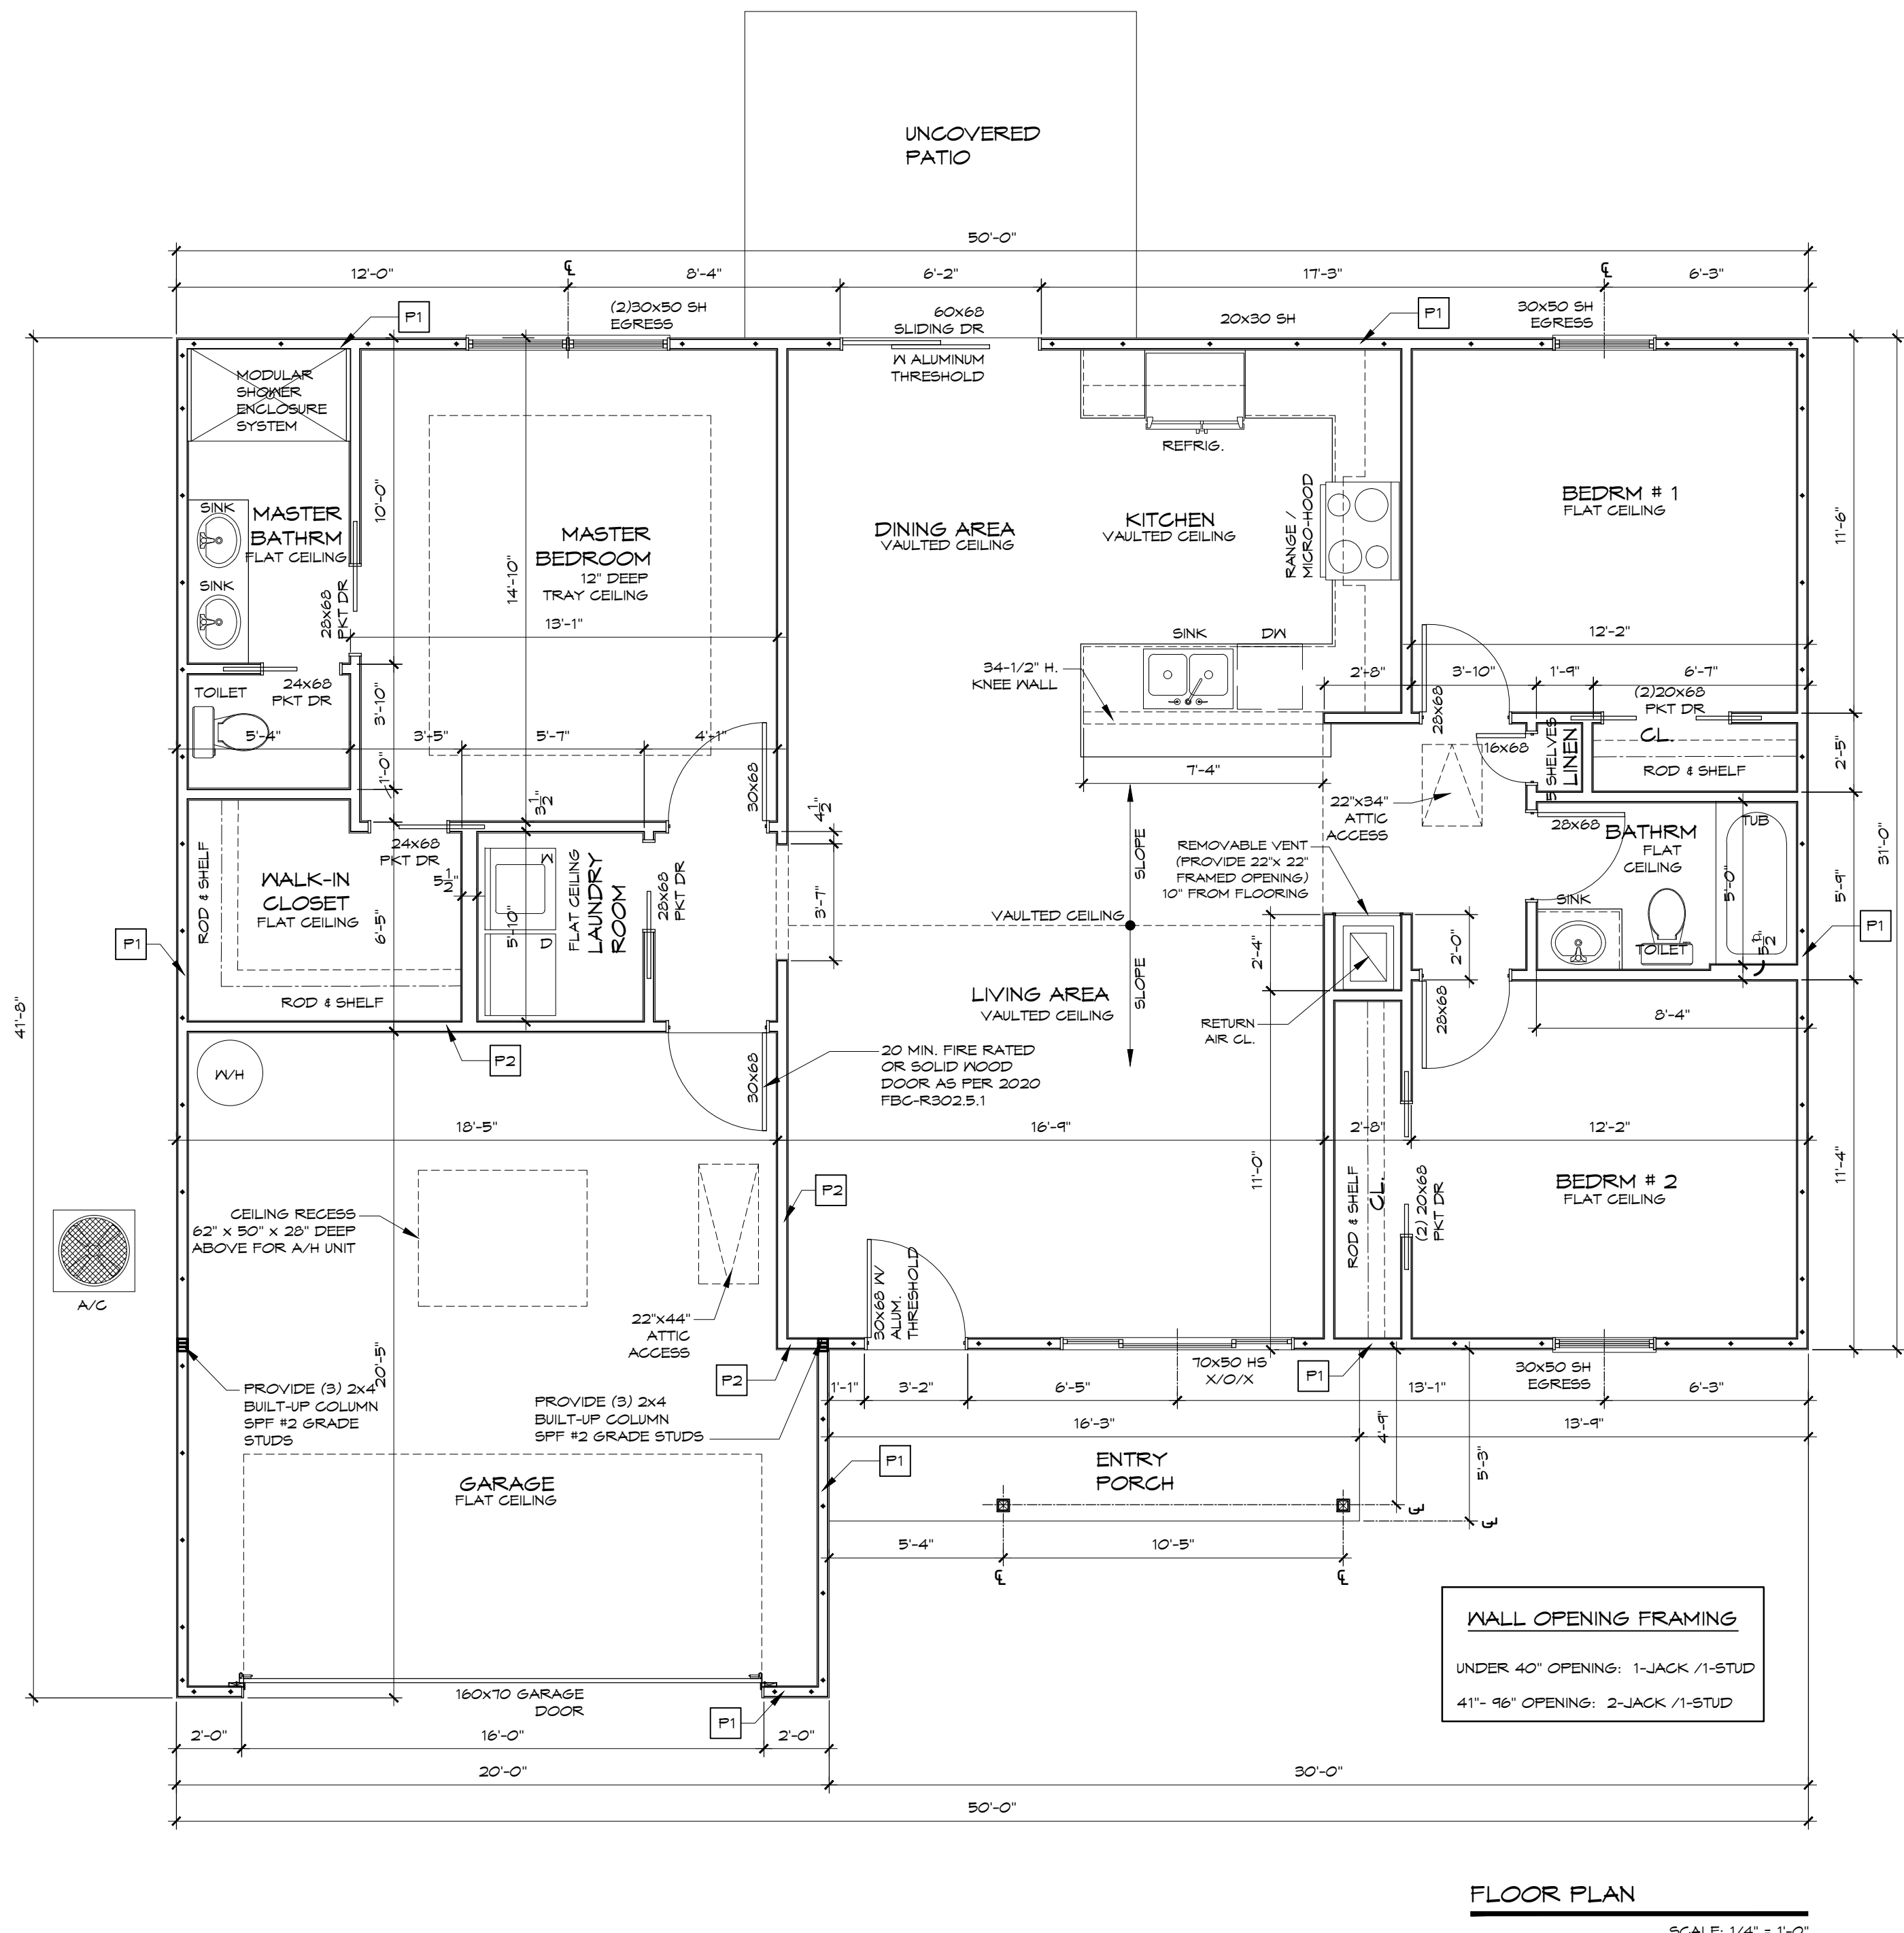 UNCOVERED
PATIO
50'-0"
12'-0"
℄
8'-4"
6'-2"
17'-3"
℄
6'-3"
P1
(2)30x50 SH
EGRESS
60x68
SLIDING DR
W ALUMINUM
THRESHOLD
20x30 SH
P1
30x50 SH
EGRESS
MODULAR
SHOWER
ENCLOSURE
SYSTEM
REFRIG.
SINK
MASTER
BATHRM
FLAT CEILING
SINK
28x68
PKT DR
10'-0"
14'-10"
MASTER
BEDROOM
12" DEEP
TRAY CEILING
13'-1"
DINING AREA
VAULTED CEILING
KITCHEN
VAULTED CEILING
RANGE /
MICRO-HOOD
BEDRM # 1
FLAT CEILING
11'-6"
12'-2"
SINK
DW
34-1/2" H.
KNEE WALL
2'-8"
3'-10"
1'-9"
6'-7"
(2)20x68
PKT DR
28x68
TOILET
24x68
PKT DR
3'-10"
5'-4"
3'-5"
5'-7"
4'-1"
1'-0"
30x68
3 1/2"
4 1/2"
7'-4"
16x68
5 SHELVES
LINEN
CL.
ROD & SHELF
2'-5"
22"x34"
ATTIC
ACCESS
28x68
BATHRM
FLAT
CEILING
TUB
31'-0"
24x68
PKT DR
5 1/2"
ROD & SHELF
WALK-IN
CLOSET
FLAT CEILING
6'-5"
ROD & SHELF
W
D
5'-10"
FLAT CEILING
LAUNDRY
ROOM
28x68
PKT DR
3'-7"
SLOPE
VAULTED CEILING
SLOPE
REMOVABLE VENT
(PROVIDE 22"x 22"
FRAMED OPENING)
10" FROM FLOORING
SINK
TOILET
5'-0"
5 1/2"
5'-9"
P1
P1
41'-8"
2'-4"
2'-0"
LIVING AREA
VAULTED CEILING
RETURN
AIR CL.
28x68
8'-4"
P2
W/H
30x68
20 MIN. FIRE RATED
OR SOLID WOOD
DOOR AS PER 2020
FBC-R302.5.1
18'-5"
16'-9"
2'-8"
12'-2"
11'-0"
11'-4"
P2
ROD & SHELF
CL.
(2) 20x68
PKT DR
BEDRM # 2
FLAT CEILING
CEILING RECESS
62" x 50" x 28" DEEP
ABOVE FOR A/H UNIT
A/C
22"x44"
ATTIC
ACCESS
30x68 W/
ALUM.
THRESHOLD
20'-5"
P2
70x50 HS
X/O/X
P1
30x50 SH
EGRESS
PROVIDE (3) 2x4
BUILT-UP COLUMN
SPF #2 GRADE
STUDS
PROVIDE (3) 2x4
BUILT-UP COLUMN
SPF #2 GRADE STUDS
1'-1"
3'-2"
6'-5"
13'-1"
6'-3"
16'-3"
4'-9"
13'-9"
5'-3"
P1
ENTRY
PORCH
GARAGE
FLAT CEILING
℄
℄
5'-4"
10'-5"
℄
℄
WALL OPENING FRAMING
UNDER 40" OPENING: 1-JACK /1-STUD
41"- 96" OPENING: 2-JACK /1-STUD
160x70 GARAGE
DOOR
P1
2'-0"
16'-0"
2'-0"
20'-0"
30'-0"
50'-0"
FLOOR PLAN
SCALE: 1/4" = 1'-0"